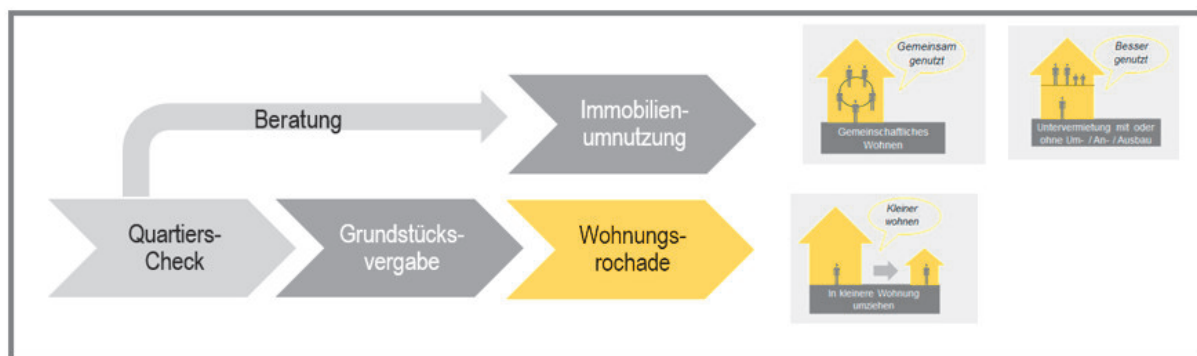 Beratung
Immobilien-
umnutzung
Gemeinsam
genutzt
Gemeinschaftliches
Wohnen
Besser
genutzt
Untervermietung mit oder
ohne Um- / An- / Ausbau
Quartiers-
Check
Grundstücks-
vergabe
Wohnungs-
rochade
Kleiner
wohnen
In kleinere Wohnung
umziehen